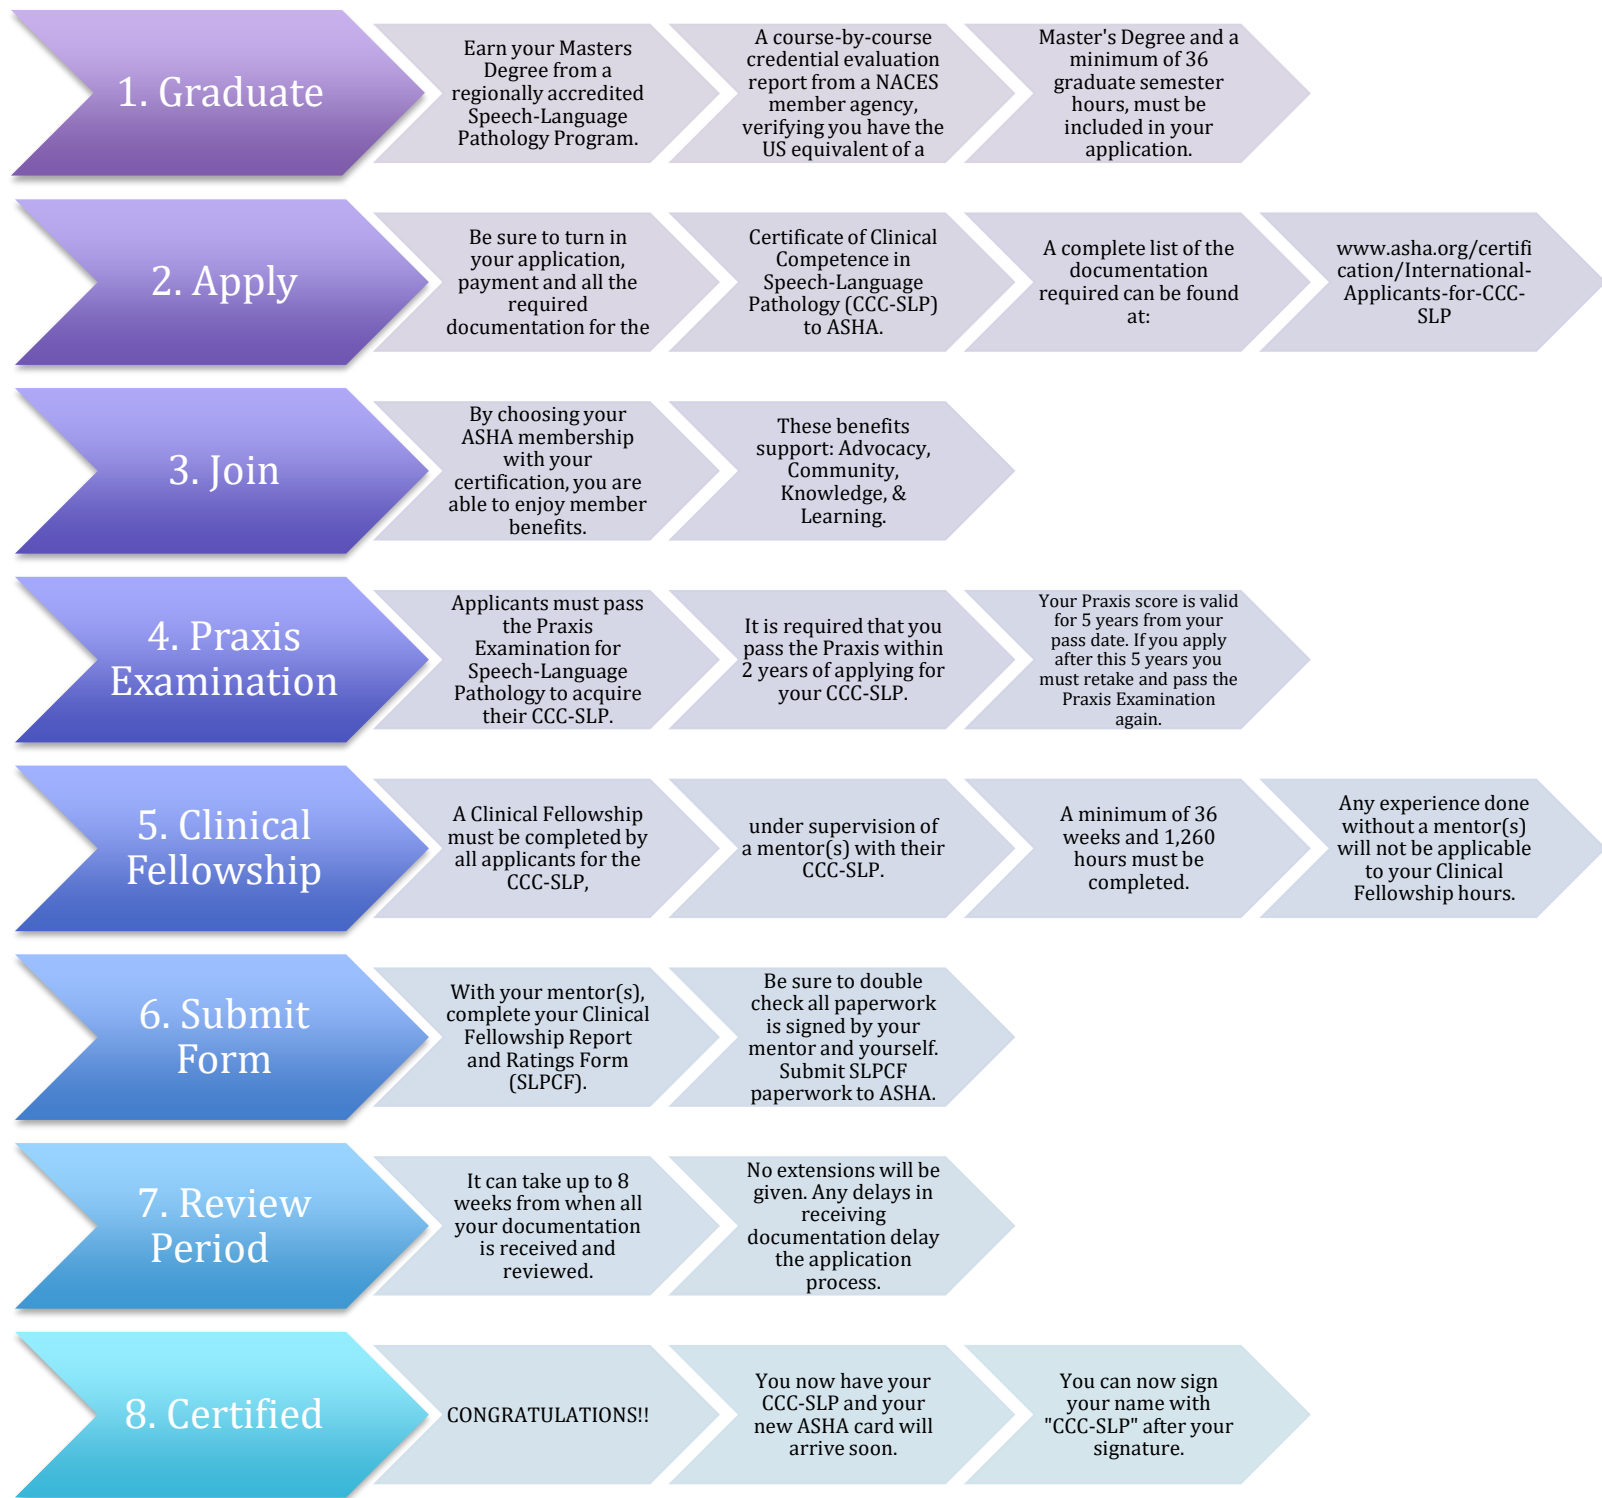 1. Graduate
Earn your Masters
Degree from a
regionally accredited
Speech-Language
Pathology Program.
A course-by-course
credential evaluation
report from a NACES
member agency,
verifying you have the
US equivalent of a
Master's Degree and a
minimum of 36
graduate semester
hours, must be
included in your
application.
2. Apply
Be sure to turn in
your application,
payment and all the
required
documentation for the
Certificate of Clinical
Competence in
Speech-Language
Pathology (CCC-SLP)
to ASHA.
A complete list of the
documentation
required can be found
at:
www.asha.org/certifi
cation/International-
Applicants-for-CCC-
SLP
3. Join
By choosing your
ASHA membership
with your
certification, you are
able to enjoy member
benefits.
These benefits
support: Advocacy,
Community,
Knowledge, &
Learning.
4. Praxis
Examination
Applicants must pass
the Praxis
Examination for
Speech-Language
Pathology to acquire
their CCC-SLP.
It is required that you
pass the Praxis within
2 years of applying for
your CCC-SLP.
Your Praxis score is valid
for 5 years from your
pass date. If you apply
after this 5 years you
must retake and pass the
Praxis Examination
again.
5. Clinical
Fellowship
A Clinical Fellowship
must be completed by
all applicants for the
CCC-SLP,
under supervision of
a mentor(s) with their
CCC-SLP.
A minimum of 36
weeks and 1,260
hours must be
completed.
Any experience done
without a mentor(s)
will not be applicable
to your Clinical
Fellowship hours.
6. Submit
Form
With your mentor(s),
complete your Clinical
Fellowship Report
and Ratings Form
(SLPCF).
Be sure to double
check all paperwork
is signed by your
mentor and yourself.
Submit SLPCF
paperwork to ASHA.
7. Review
Period
It can take up to 8
weeks from when all
your documentation
is received and
reviewed.
No extensions will be
given. Any delays in
receiving
documentation delay
the application
process.
8. Certified
CONGRATULATIONS!!
You now have your
CCC-SLP and your
new ASHA card will
arrive soon.
You can now sign
your name with
"CCC-SLP" after your
signature.